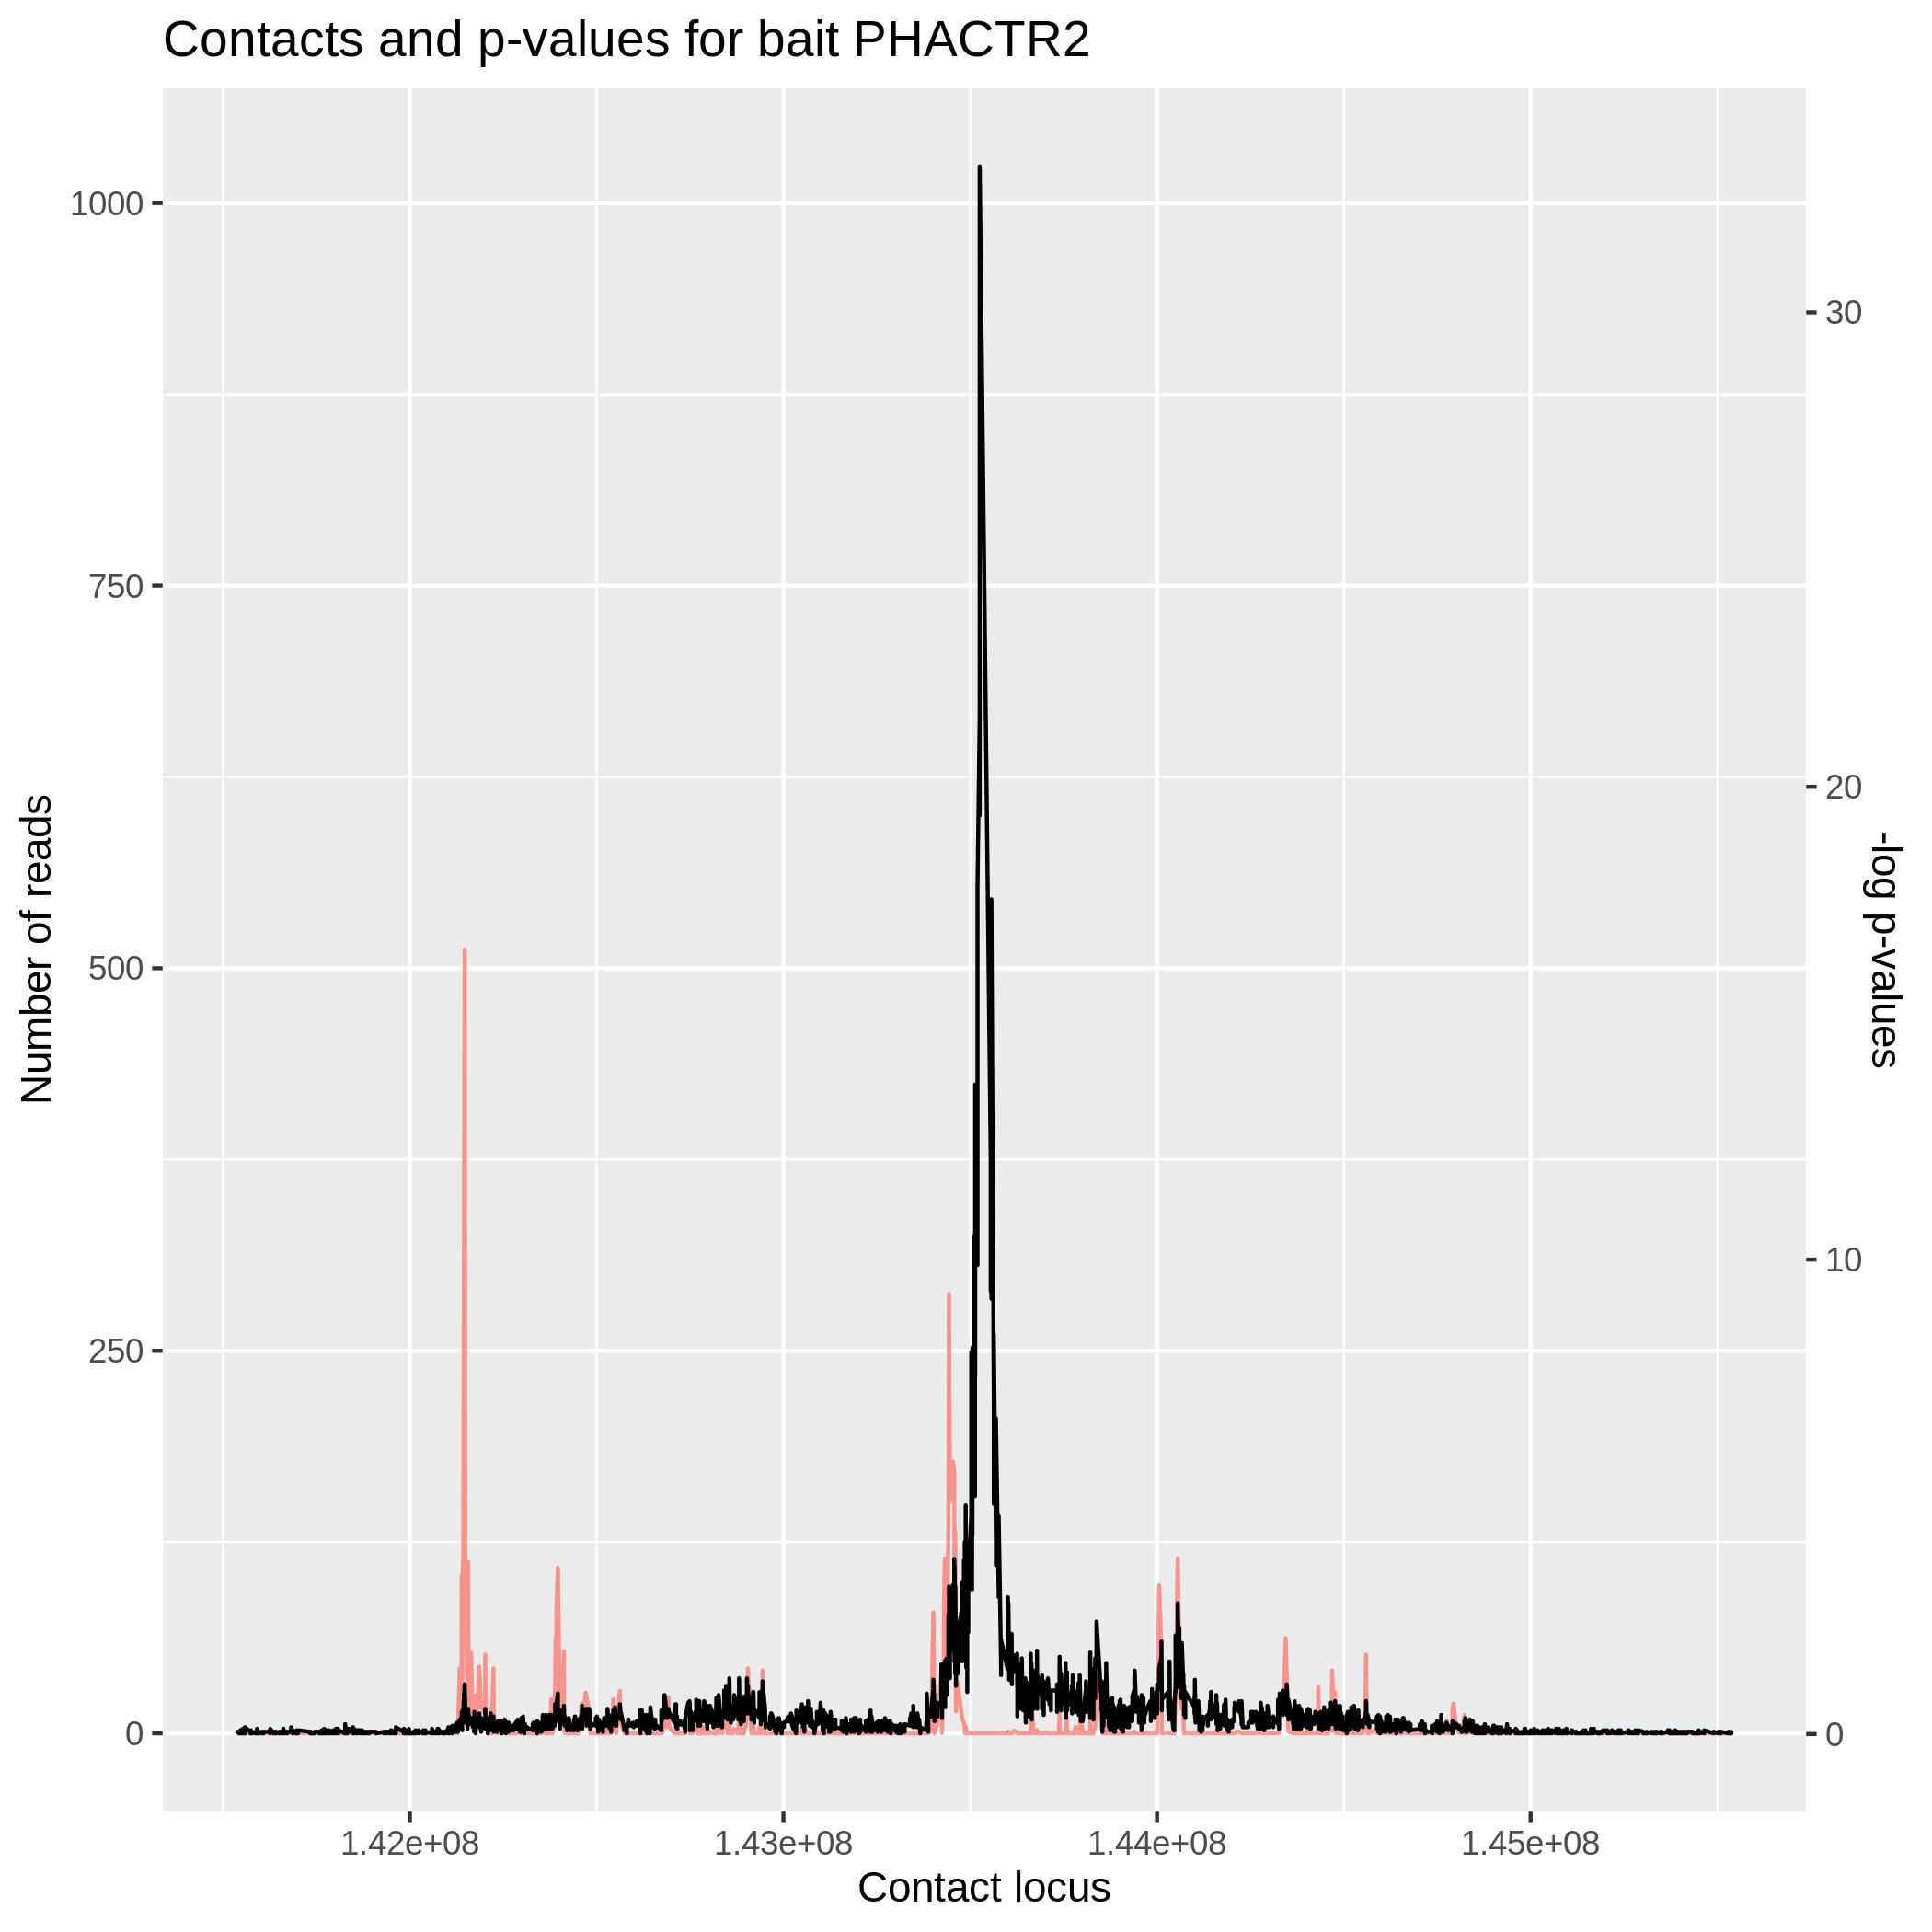 Contacts and p-values for bait PHACTR2
1000
750
500
250
0
Number of reads
30
20
10
0
-log p-values
1.42e+08
1.43e+08
1.44e+08
1.45e+08
Contact locus